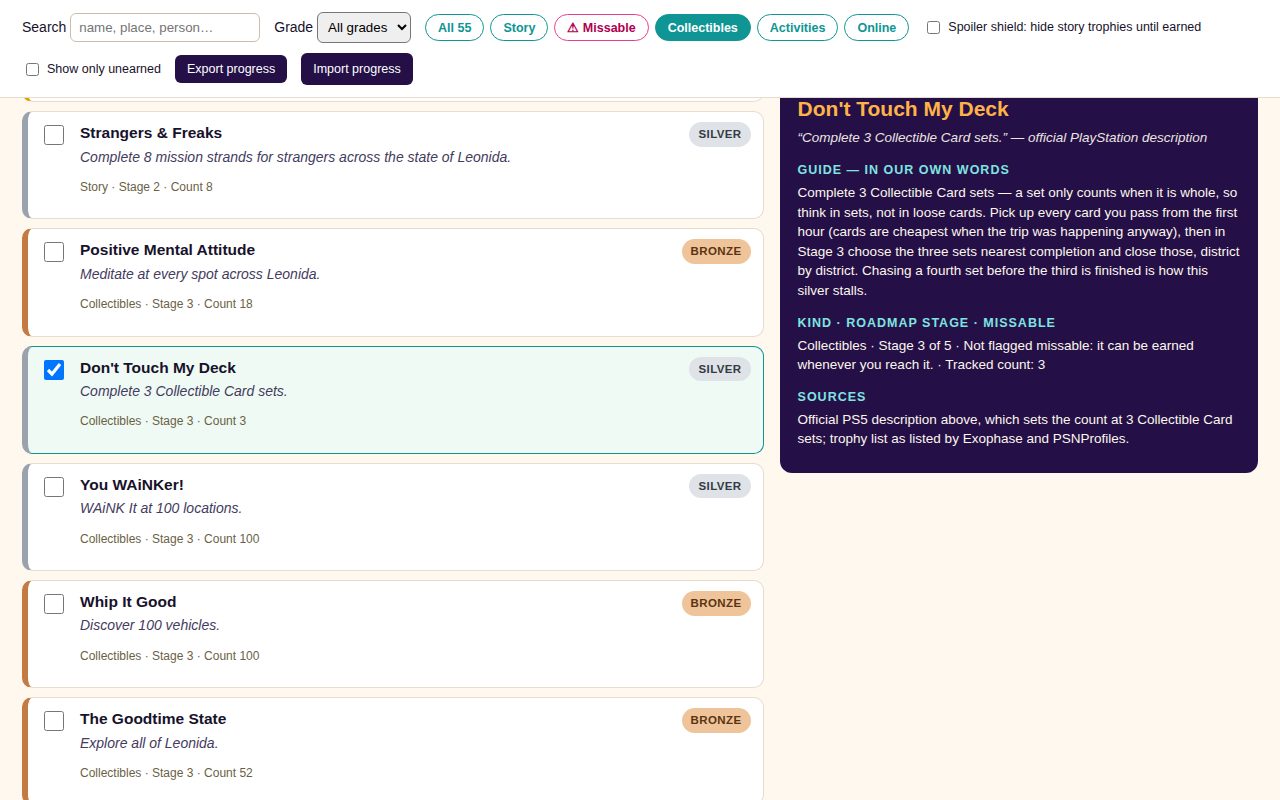 Search name, place, person… Grade All grades All 55 Story ⚠ Missable Collectibles Activities Online Spoiler shield: hide story trophies until earned
Show only unearned Export progress Import progress
Strangers & Freaks SILVER
Complete 8 mission strands for strangers across the state of Leonida.
Story · Stage 2 · Count 8
Positive Mental Attitude BRONZE
Meditate at every spot across Leonida.
Collectibles · Stage 3 · Count 18
Don't Touch My Deck SILVER
Complete 3 Collectible Card sets.
Collectibles · Stage 3 · Count 3
You WAiNKer! SILVER
WAiNK It at 100 locations.
Collectibles · Stage 3 · Count 100
Whip It Good BRONZE
Discover 100 vehicles.
Collectibles · Stage 3 · Count 100
The Goodtime State BRONZE
Explore all of Leonida.
Collectibles · Stage 3 · Count 52
Don't Touch My Deck
“Complete 3 Collectible Card sets.” — official PlayStation description
GUIDE — IN OUR OWN WORDS
Complete 3 Collectible Card sets — a set only counts when it is whole, so
think in sets, not in loose cards. Pick up every card you pass from the first
hour (cards are cheapest when the trip was happening anyway), then in
Stage 3 choose the three sets nearest completion and close those, district
by district. Chasing a fourth set before the third is finished is how this
silver stalls.
KIND · ROADMAP STAGE · MISSABLE
Collectibles · Stage 3 of 5 · Not flagged missable: it can be earned
whenever you reach it. · Tracked count: 3
SOURCES
Official PS5 description above, which sets the count at 3 Collectible Card
sets; trophy list as listed by Exophase and PSNProfiles.